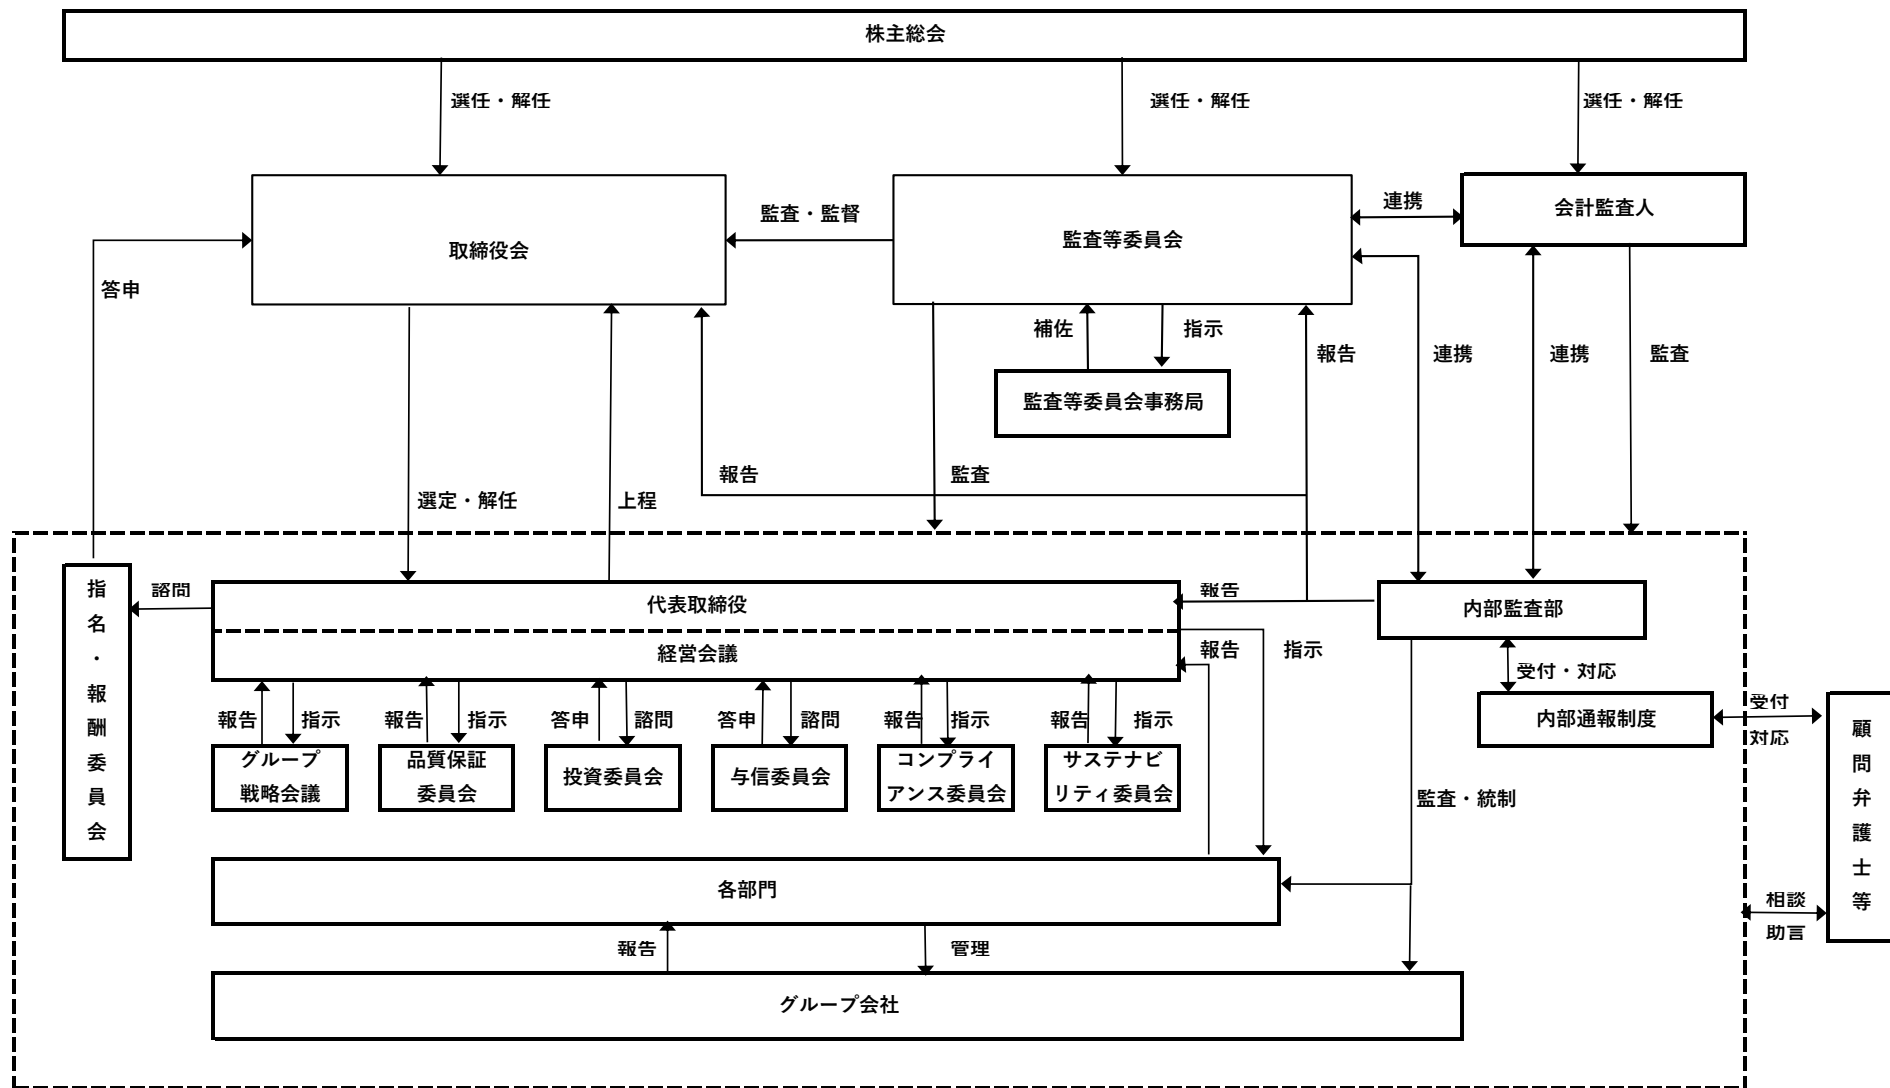 株主総会
選任・解任
選任・解任
選任・解任
取締役会
監査・監督
監査等委員会
連携
会計監査人
答申
補佐
指示
報告
連携
連携
監査
監査等委員会事務局
選定・解任
上程
報告
監査
指名・報酬委員会
諮問
代表取締役
報告
内部監査部
経営会議
報告
指示
受付・対応
報告
指示
報告
指示
答申
諮問
答申
諮問
報告
指示
報告
指示
内部通報制度
受付
対応
顧問弁護士等
グループ
戦略会議
品質保証
委員会
投資委員会
与信委員会
コンプライ
アンス委員会
サステナビ
リティ委員会
監査・統制
各部門
相談
助言
報告
管理
グループ会社